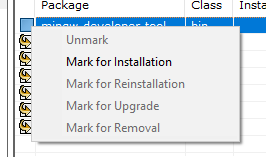 Package Class Insta
mingw-developer-tool... bin
Unmark
Mark for Installation
Mark for Reinstallation
Mark for Upgrade
Mark for Removal